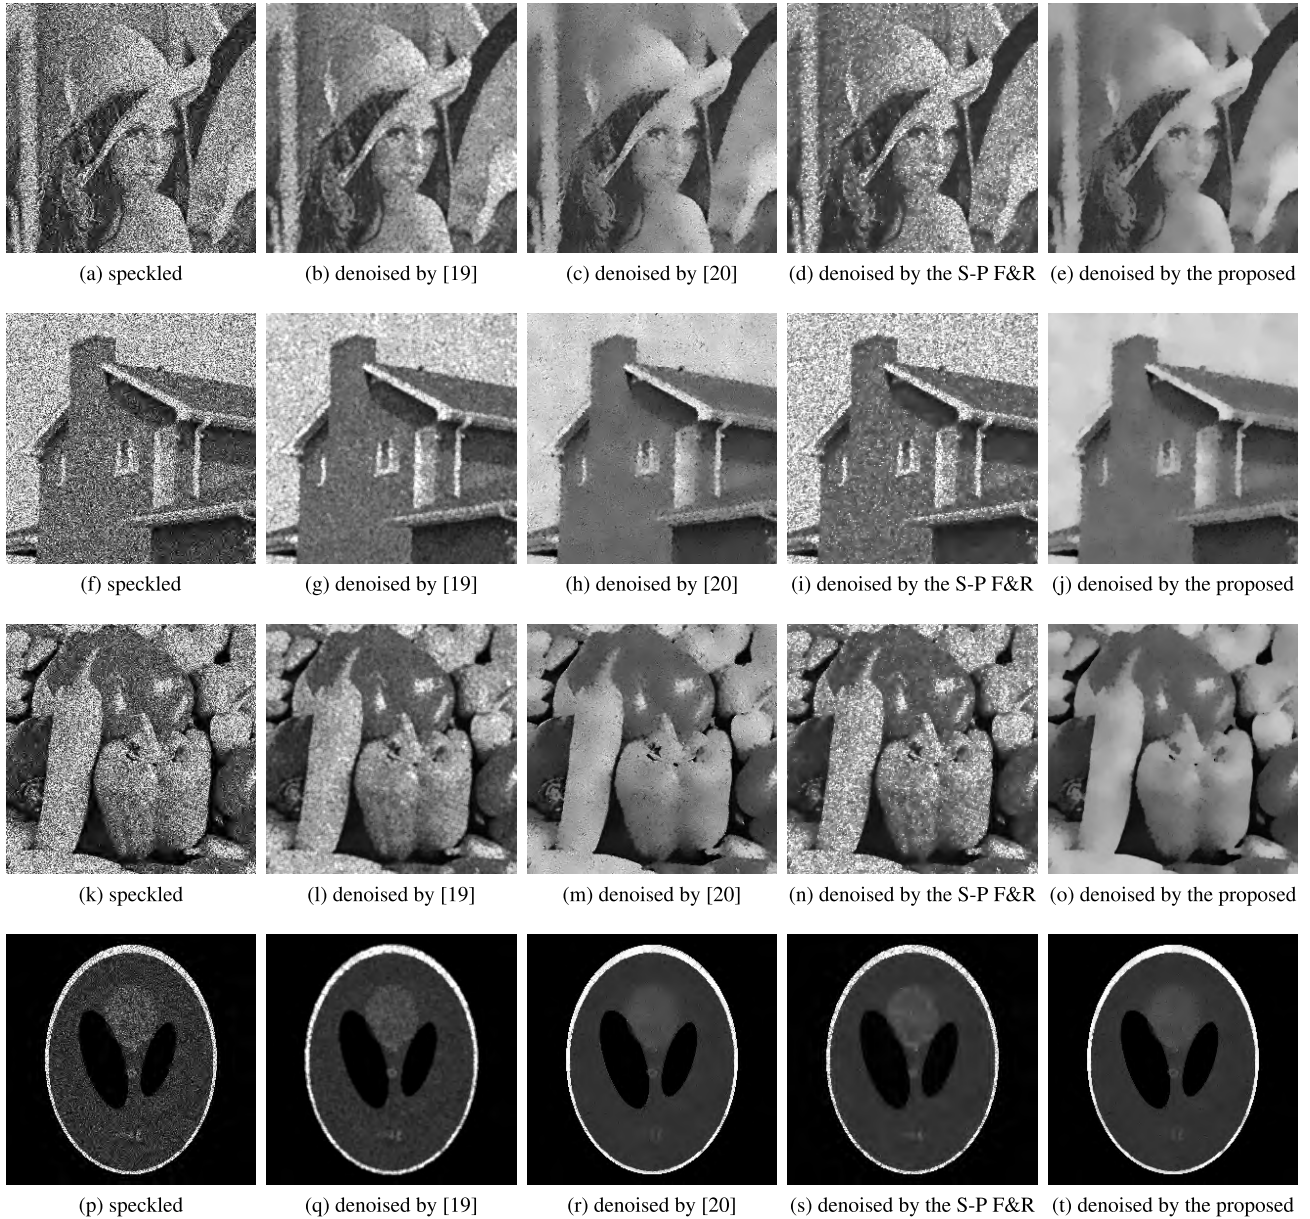 (a) speckled
(b) denoised by [19]
(c) denoised by [20]
(d) denoised by the S-P F&R
(e) denoised by the proposed
(f) speckled
(g) denoised by [19]
(h) denoised by [20]
(i) denoised by the S-P F&R
(j) denoised by the proposed
(k) speckled
(l) denoised by [19]
(m) denoised by [20]
(n) denoised by the S-P F&R
(o) denoised by the proposed
(p) speckled
(q) denoised by [19]
(r) denoised by [20]
(s) denoised by the S-P F&R
(t) denoised by the proposed